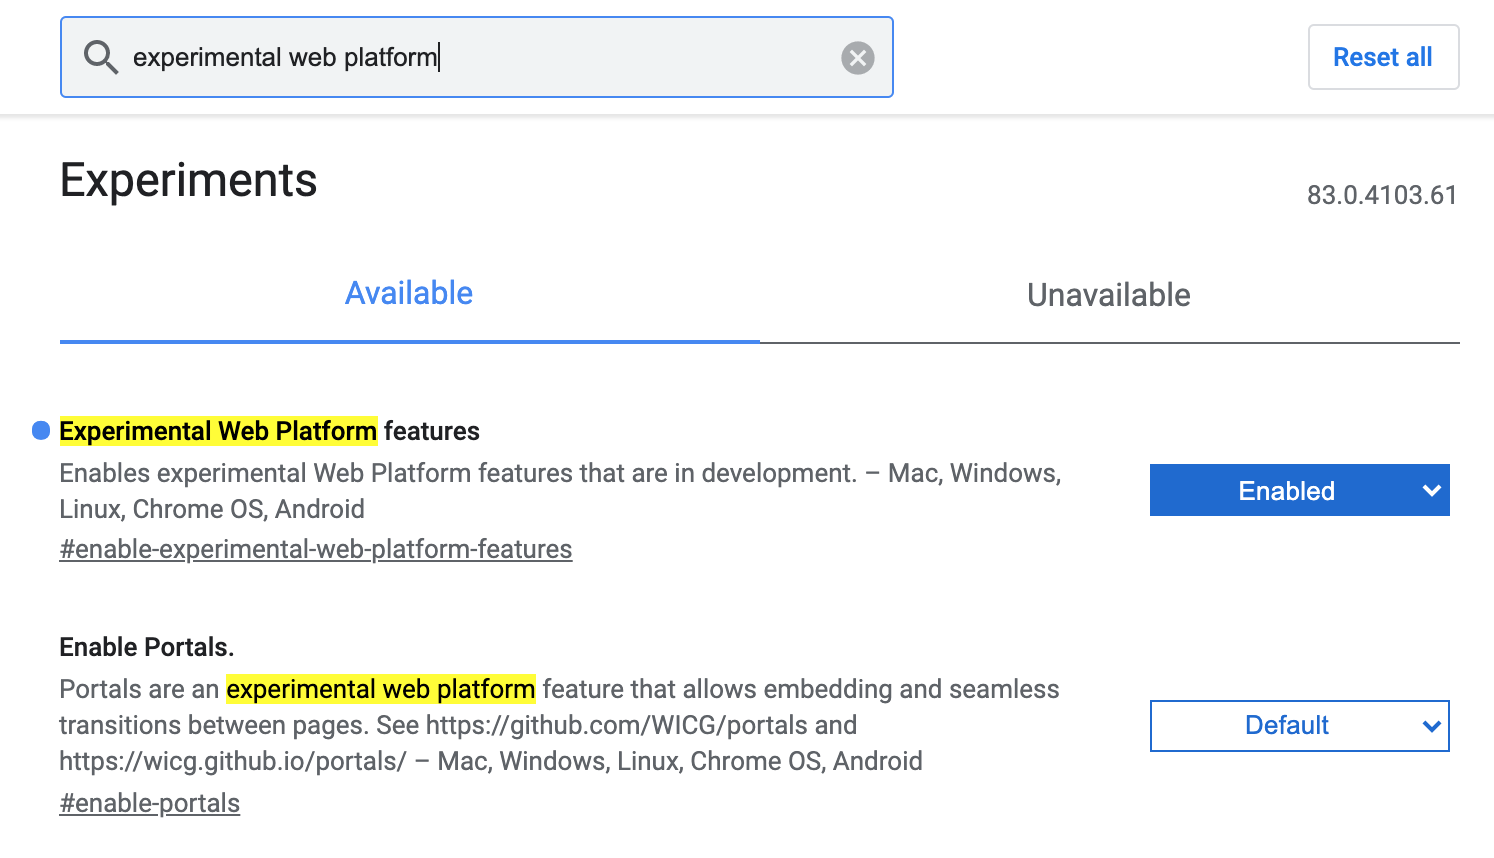 experimental web platform
Reset all
Experiments
83.0.4103.61
Available
Unavailable
Experimental Web Platform features
Enables experimental Web Platform features that are in development. – Mac, Windows,
Linux, Chrome OS, Android
#enable-experimental-web-platform-features
Enabled
Enable Portals.
Portals are an experimental web platform feature that allows embedding and seamless
transitions between pages. See https://github.com/WICG/portals and
https://wicg.github.io/portals/ – Mac, Windows, Linux, Chrome OS, Android
#enable-portals
Default